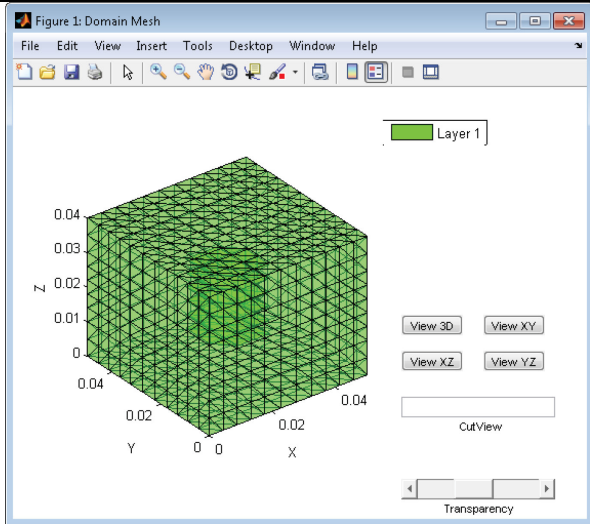 Figure 1: Domain Mesh
File Edit View Insert Tools Desktop Window Help
Layer 1
0.04
0.03
0.02
0.01
0
Z
0.04
0.02
0
Y
0
0.02
0.04
X
View 3D View XY
View XZ View YZ
CutView
Transparency